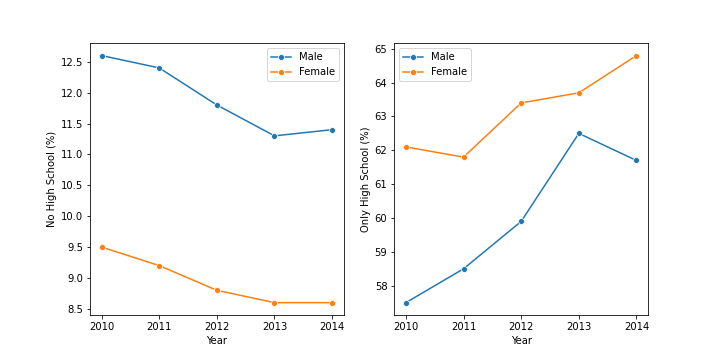 No High School (%)
12.5
12.0
11.5
11.0
10.5
10.0
9.5
9.0
8.5
Male
Female
2010 2011 2012 2013 2014
Year
Only High School (%)
65
64
63
62
61
60
59
58
Male
Female
2010 2011 2012 2013 2014
Year